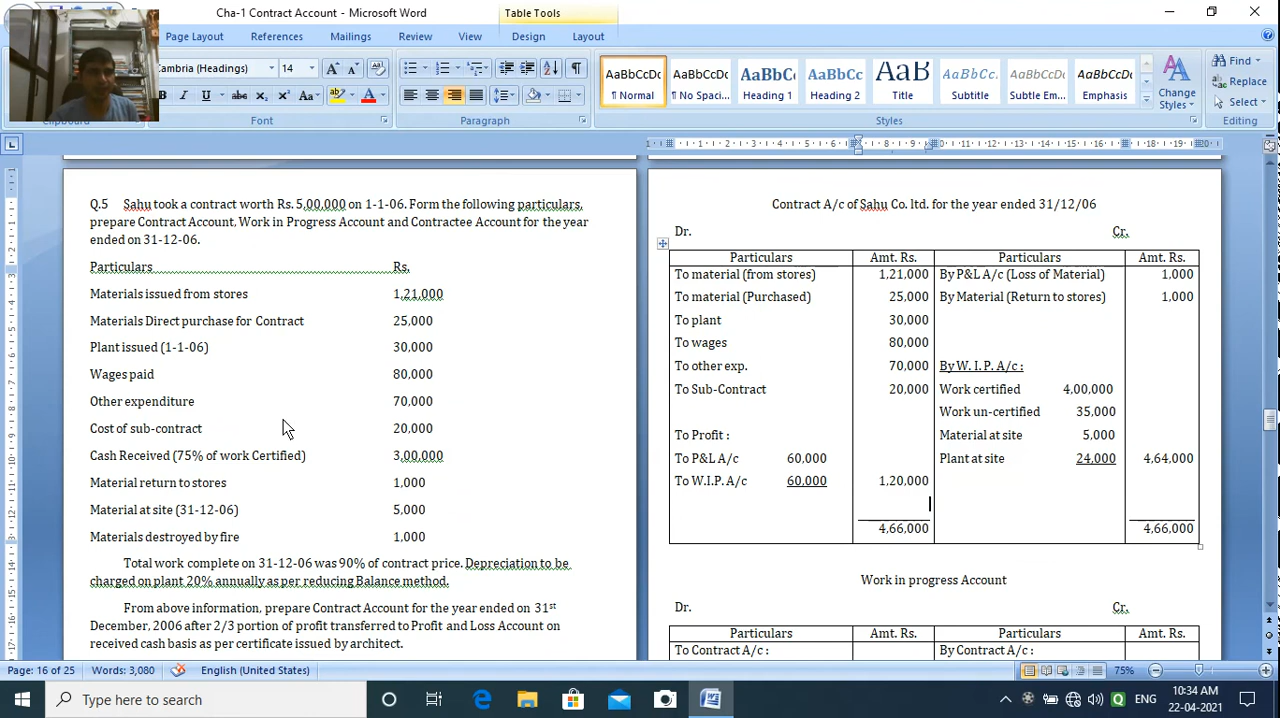 Cha-1 Contract Account - Microsoft Word
Table Tools
Page Layout References Mailings Review View Design Layout
Cambria (Headings) 14
AaBbCcDc AaBbCcDc AaBbC AaBbCc AaB AaBbCc. AaBbCcDc AaBbCcDc
¶ Normal ¶ No Spaci... Heading 1 Heading 2 Title Subtitle Subtle Em... Emphasis
Change Styles
Find
Replace
Select
Clipboard Font Paragraph Styles Editing
Q.5 Sahu took a contract worth Rs. 5,00,000 on 1-1-06. Form the following particulars,
prepare Contract Account, Work in Progress Account and Contractee Account for the year
ended on 31-12-06.
Particulars Rs.
Materials issued from stores 1,21,000
Materials Direct purchase for Contract 25,000
Plant issued (1-1-06) 30,000
Wages paid 80,000
Other expenditure 70,000
Cost of sub-contract 20,000
Cash Received (75% of work Certified) 3,00,000
Material return to stores 1,000
Material at site (31-12-06) 5,000
Materials destroyed by fire 1,000
Total work complete on 31-12-06 was 90% of contract price. Depreciation to be
charged on plant 20% annually as per reducing Balance method.
From above information, prepare Contract Account for the year ended on 31st
December, 2006 after 2/3 portion of profit transferred to Profit and Loss Account on
received cash basis as per certificate issued by architect.
Contract A/c of Sahu Co. ltd. for the year ended 31/12/06
Dr. Cr.
Particulars Amt. Rs. Particulars Amt. Rs.
To material (from stores) 1,21,000 By P&L A/c (Loss of Material) 1,000
To material (Purchased) 25,000 By Material (Return to stores) 1,000
To plant 30,000
To wages 80,000
To other exp. 70,000 By W. I. P. A/c :
To Sub-Contract 20,000 Work certified 4,00,000
Work un-certified 35,000
To Profit : Material at site 5,000
To P&L A/c 60,000 Plant at site 24,000 4,64,000
To W.I.P. A/c 60,000 1,20,000
4,66,000 4,66,000
Work in progress Account
Dr. Cr.
Particulars Amt. Rs. Particulars Amt. Rs.
To Contract A/c : By Contract A/c :
Page: 16 of 25 Words: 3,080 English (United States) 75%
Type here to search
ENG
10:34 AM
22-04-2021